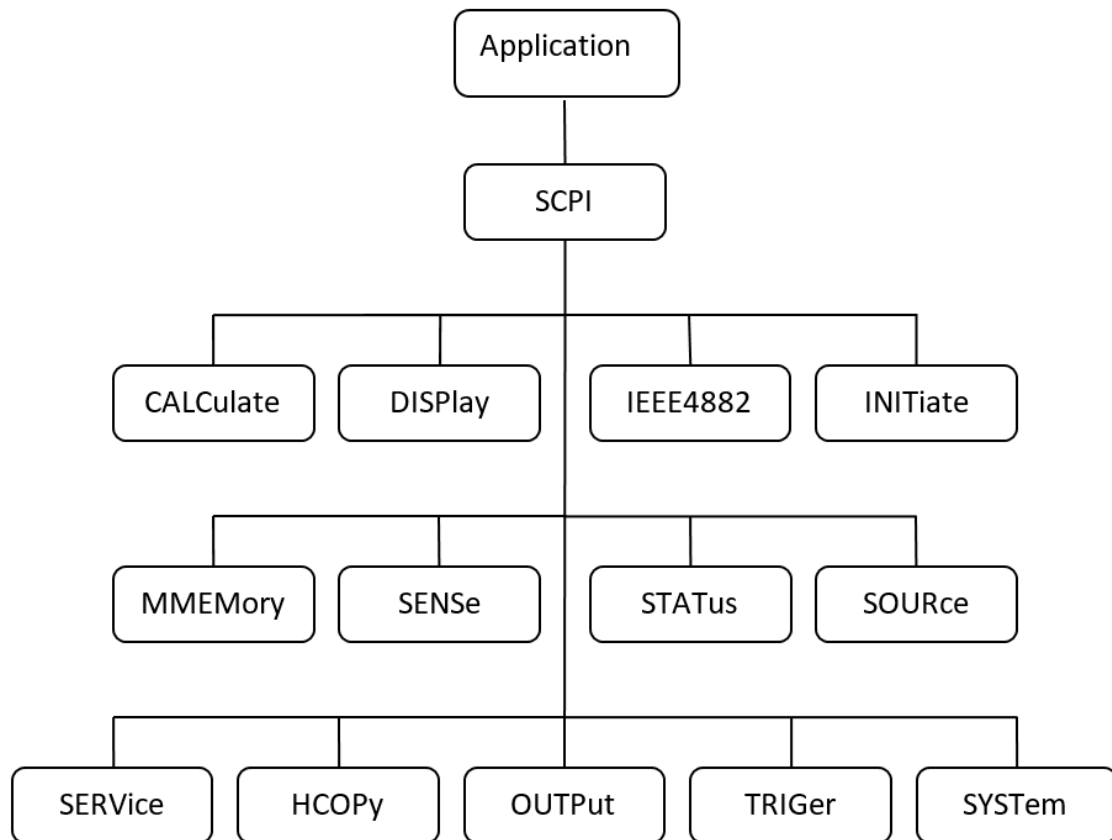 Application
SCPI
CALCulate
DISPlay
IEEE4882
INITiate
MMEMory
SENSe
STATus
SOURce
SERVice
HCOPy
OUTPut
TRIGer
SYSTem